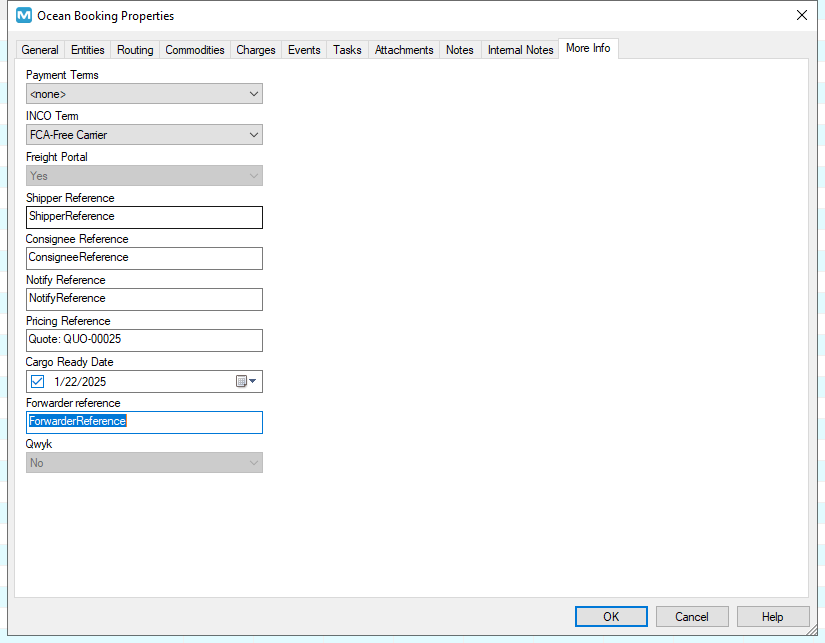 M Ocean Booking Properties
General Entities Routing Commodities Charges Events Tasks Attachments Notes Internal Notes More Info
Payment Terms
<none>
INCO Term
FCA-Free Carrier
Freight Portal
Yes
Shipper Reference
ShipperReference
Consignee Reference
ConsigneeReference
Notify Reference
NotifyReference
Pricing Reference
Quote: QUO-00025
Cargo Ready Date
1/22/2025
Forwarder reference
ForwarderReference
Qwyk
No
OK Cancel Help